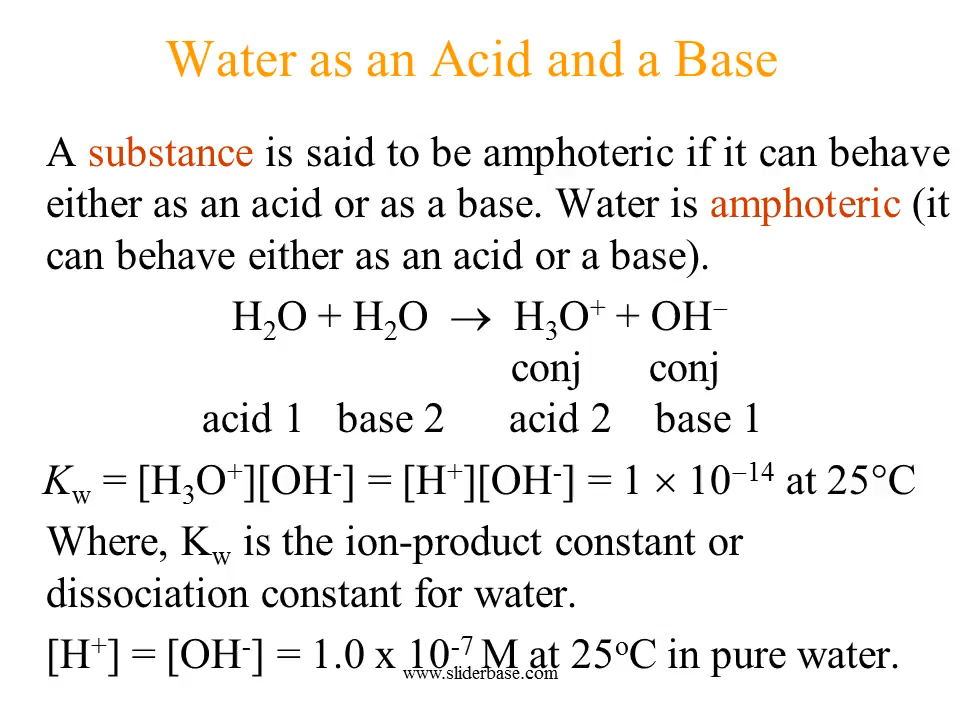 Water as an Acid and a Base
A substance is said to be amphoteric if it can behave
either as an acid or as a base. Water is amphoteric (it
can behave either as an acid or a base).
H₂O + H₂O → H₃O⁺ + OH⁻
conj conj
acid 1 base 2 acid 2 base 1
K_w = [H₃O⁺][OH⁻] = [H⁺][OH⁻] = 1 × 10⁻¹⁴ at 25°C
Where, K_w is the ion-product constant or
dissociation constant for water.
[H⁺] = [OH⁻] = 1.0 x 10⁻⁷ M at 25°C in pure water.
www.sliderbase.com